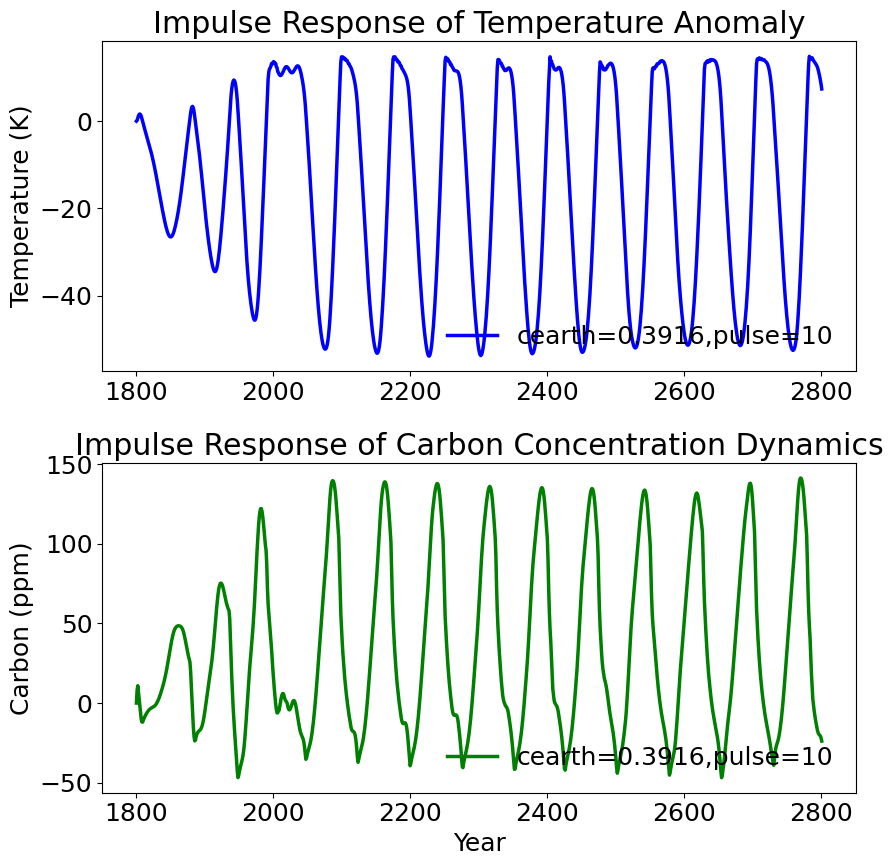 Impulse Response of Temperature Anomaly
Temperature (K)
0
−20
−40
cearth=0.3916,pulse=10
1800 2000 2200 2400 2600 2800
Impulse Response of Carbon Concentration Dynamics
Carbon (ppm)
150
100
50
0
−50
cearth=0.3916,pulse=10
1800 2000 2200 2400 2600 2800
Year